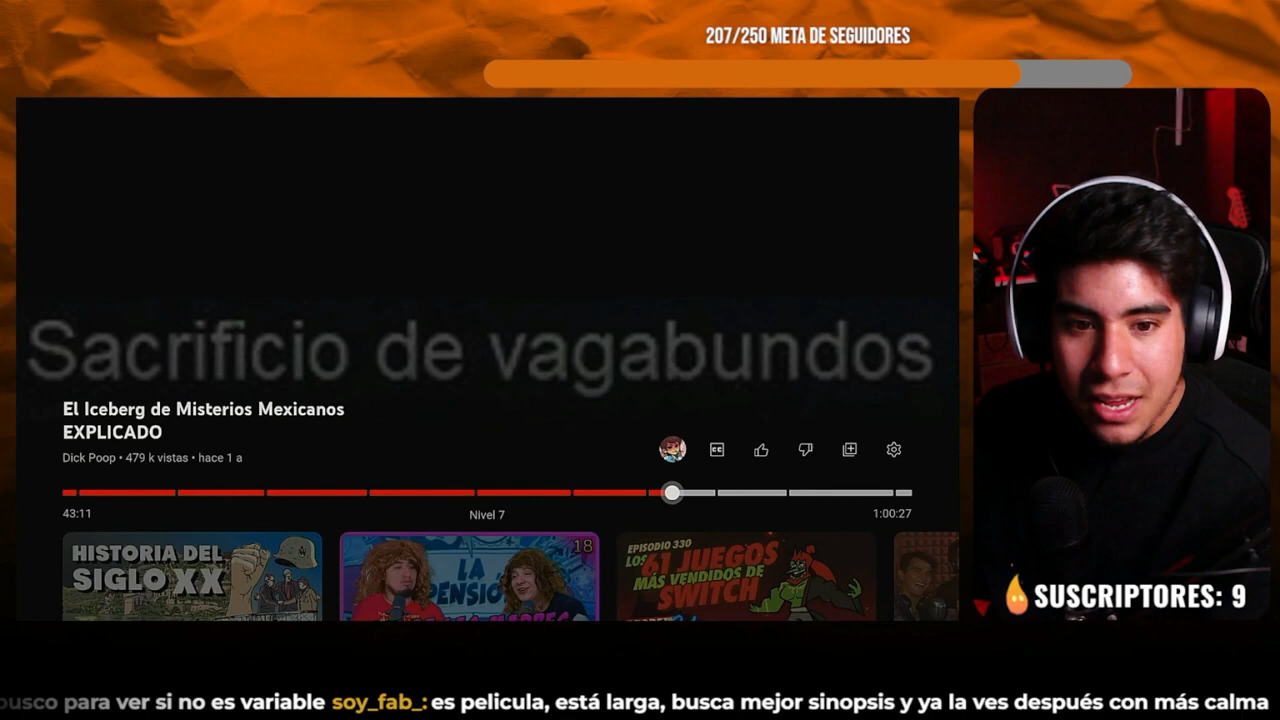 207/250 META DE SEGUIDORES
Sacrificio de vagabundos
El Iceberg de Misterios Mexicanos
EXPLICADO
Dick Poop • 479 k vistas • hace 1 a
CC
43:11
Nivel 7
1:00:27
HISTORIA DEL
SIGLO XX
18
LA
PENSIÓ
EPISODIO 330
LOS 61 JUEGOS
MÁS VENDIDOS DE
SWITCH
SUSCRIPTORES: 9
busco para ver si no es variable soy_fab_: es pelicula, está larga, busca mejor sinopsis y ya la ves después con más calma